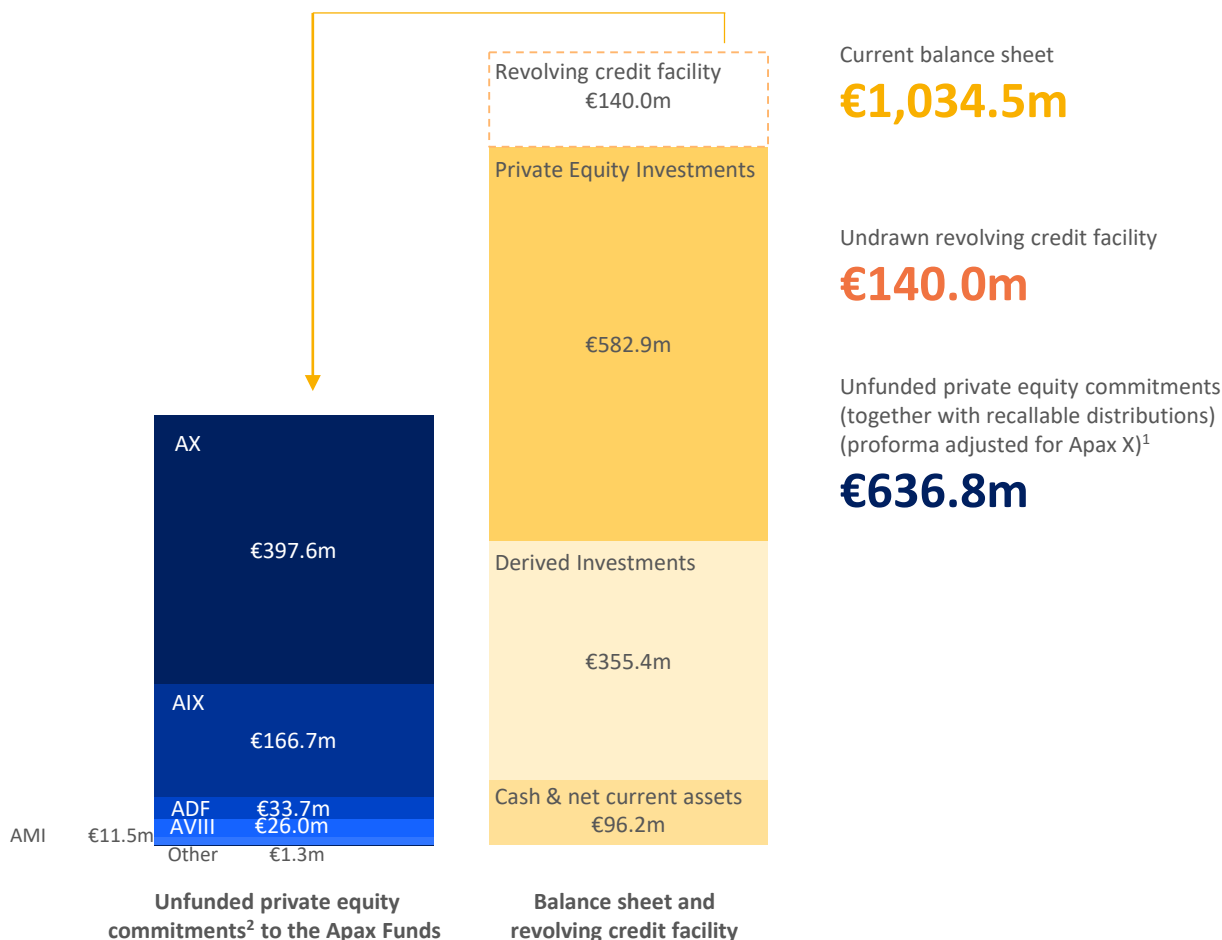 Revolving credit facility
€140.0m
Private Equity Investments
€582.9m
Derived Investments
€355.4m
Cash & net current assets
€96.2m
Balance sheet and
revolving credit facility
AX
€397.6m
AIX
€166.7m
ADF €33.7m
AVIII €26.0m
AMI €11.5m
Other €1.3m
Unfunded private equity
commitments² to the Apax Funds
Current balance sheet
€1,034.5m
Undrawn revolving credit facility
€140.0m
Unfunded private equity commitments
(together with recallable distributions)
(proforma adjusted for Apax X)¹
€636.8m